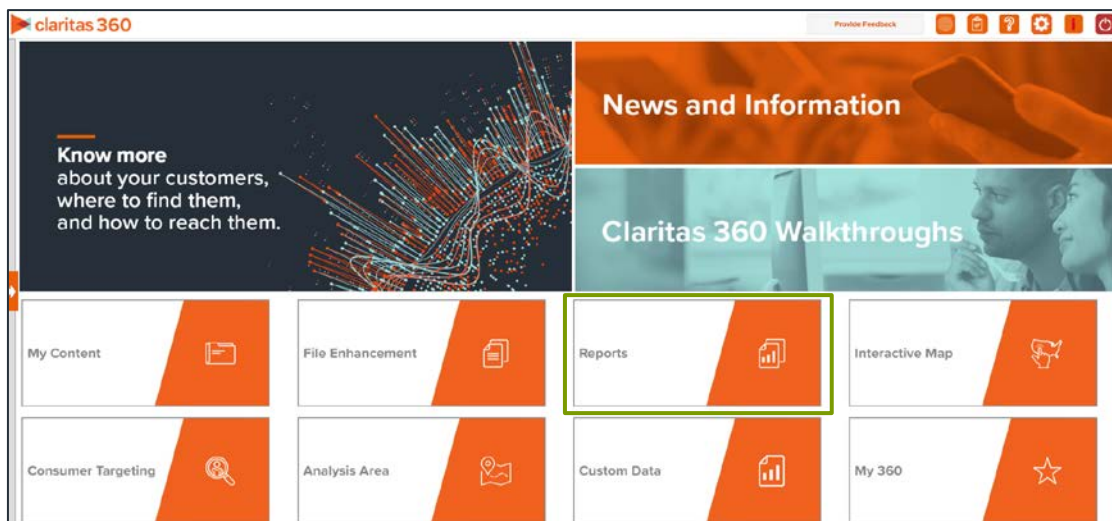 claritas 360
Provide Feedback
Know more
about your customers,
where to find them,
and how to reach them.
News and Information
Claritas 360 Walkthroughs
My Content
File Enhancement
Reports
Interactive Map
Consumer Targeting
Analysis Area
Custom Data
My 360